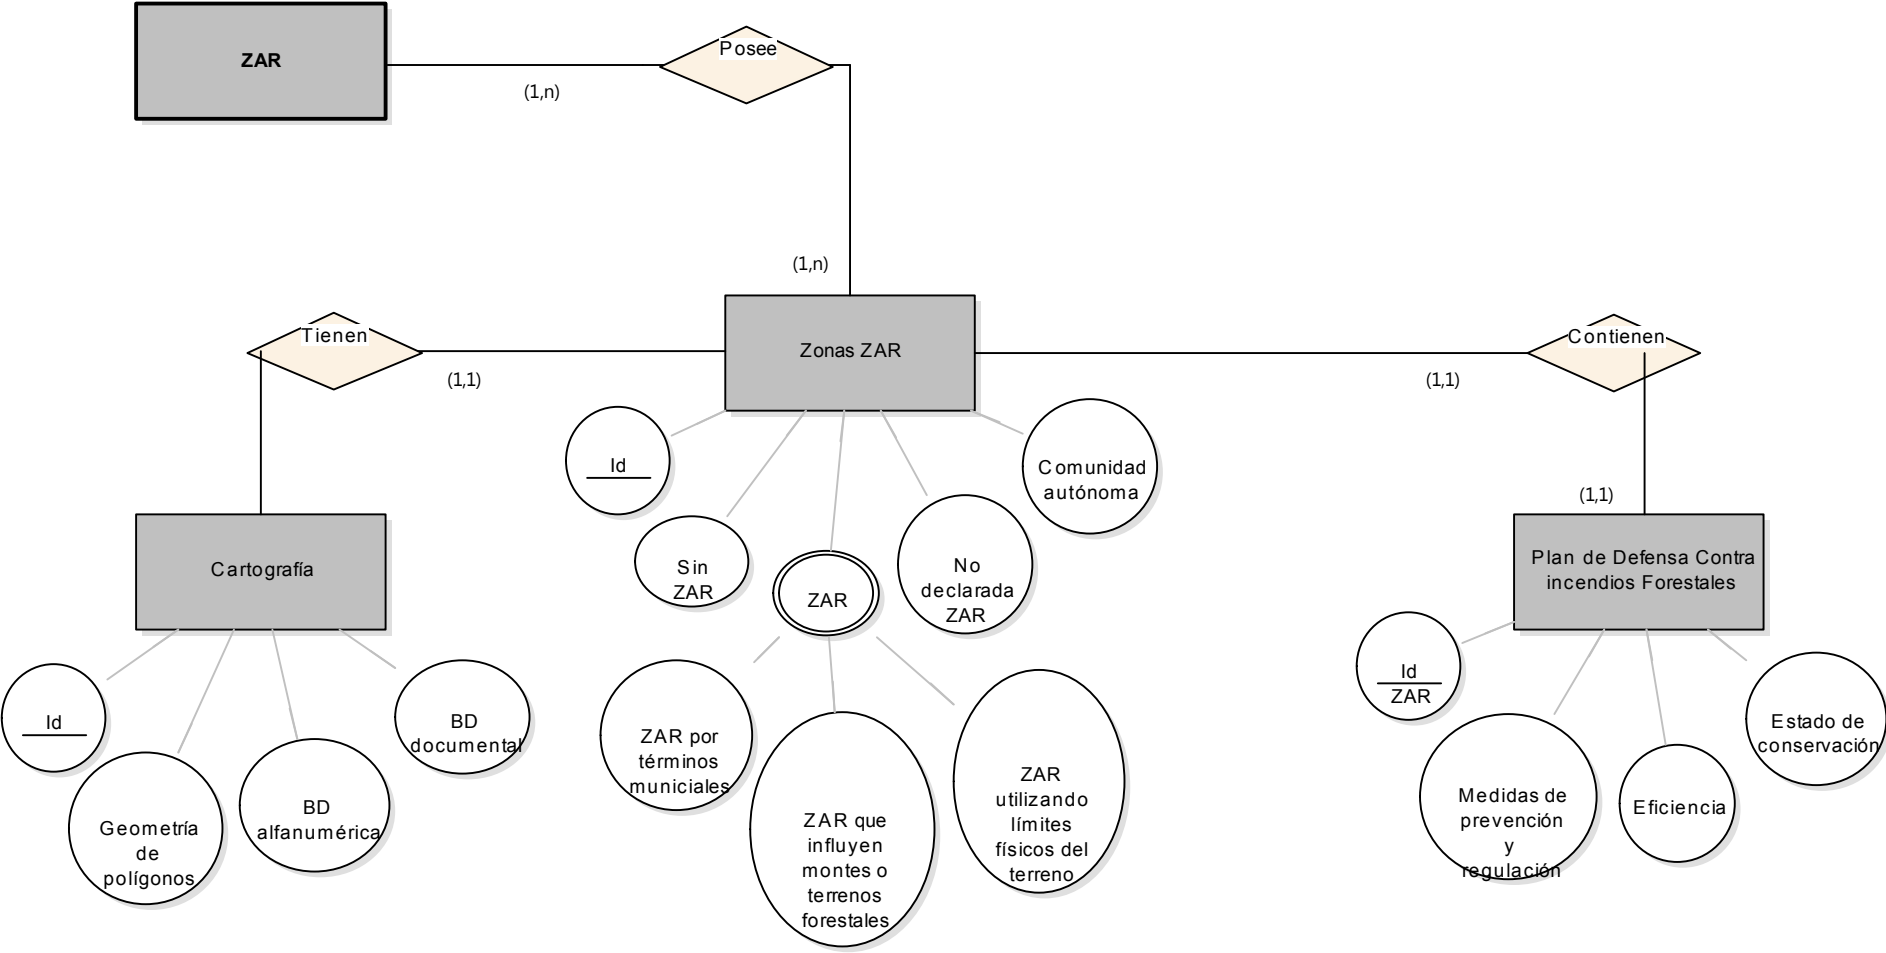 ZAR
Posee
(1,n)
(1,n)
Tienen
(1,1)
Zonas ZAR
Contienen
(1,1)
(1,1)
Id
Sin
ZAR
ZAR
No
declarada
ZAR
Comunidad
autónoma
Cartografía
Plan de Defensa Contra
incendios Forestales
Id
Geometría
de
polígonos
BD
alfanumérica
BD
documental
ZAR por
términos
municiales
ZAR que
influyen
montes o
terrenos
forestales
ZAR
utilizando
límites
físicos del
terreno
Id
ZAR
Medidas de
prevención
y
regulación
Eficiencia
Estado de
conservación